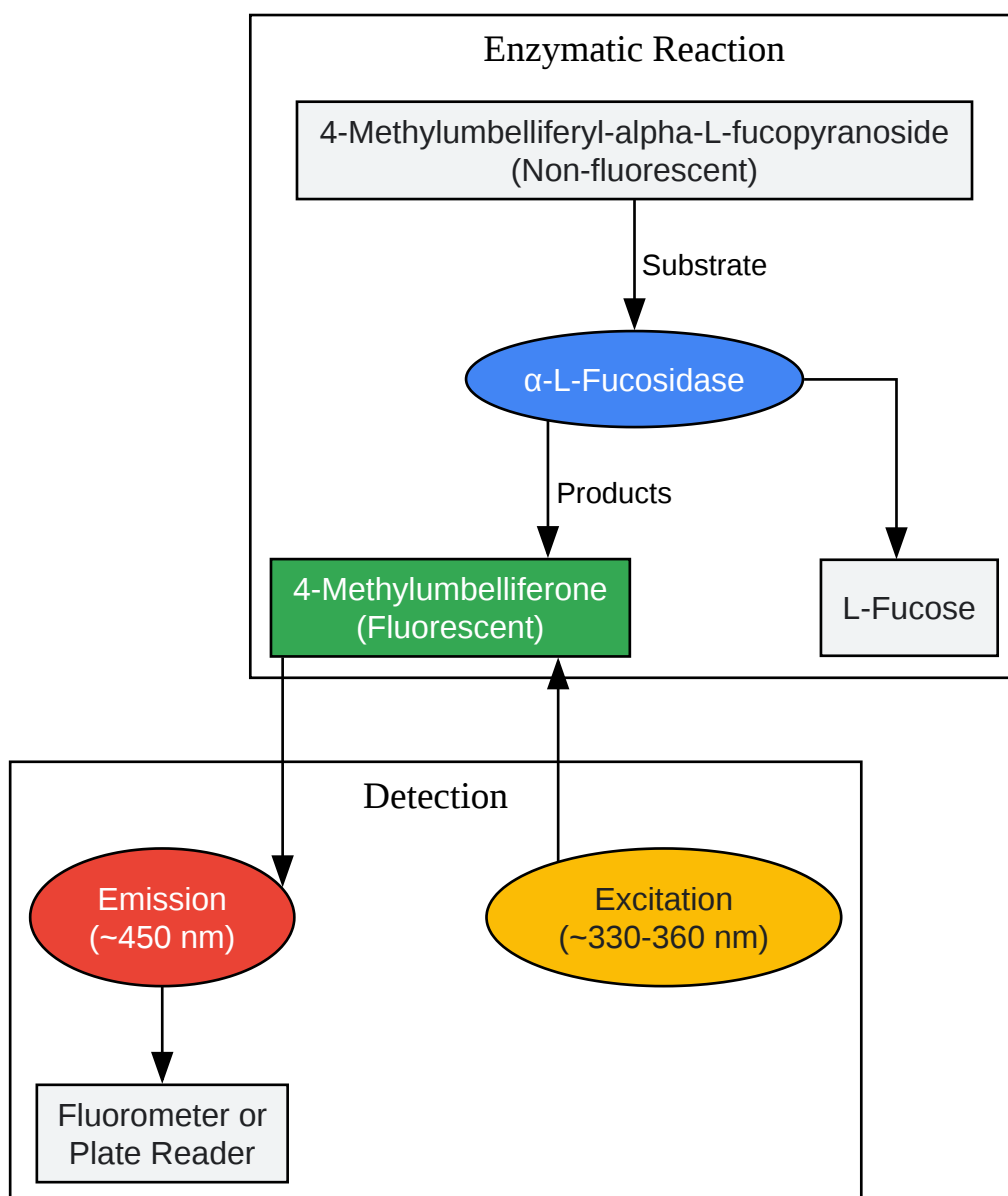 Enzymatic Reaction
4-Methylumbelliferyl-alpha-L-fucopyranoside
(Non-fluorescent)
Substrate
α-L-Fucosidase
Products
4-Methylumbelliferone
(Fluorescent)
L-Fucose
Detection
Emission
(~450 nm)
Excitation
(~330-360 nm)
Fluorometer or
Plate Reader